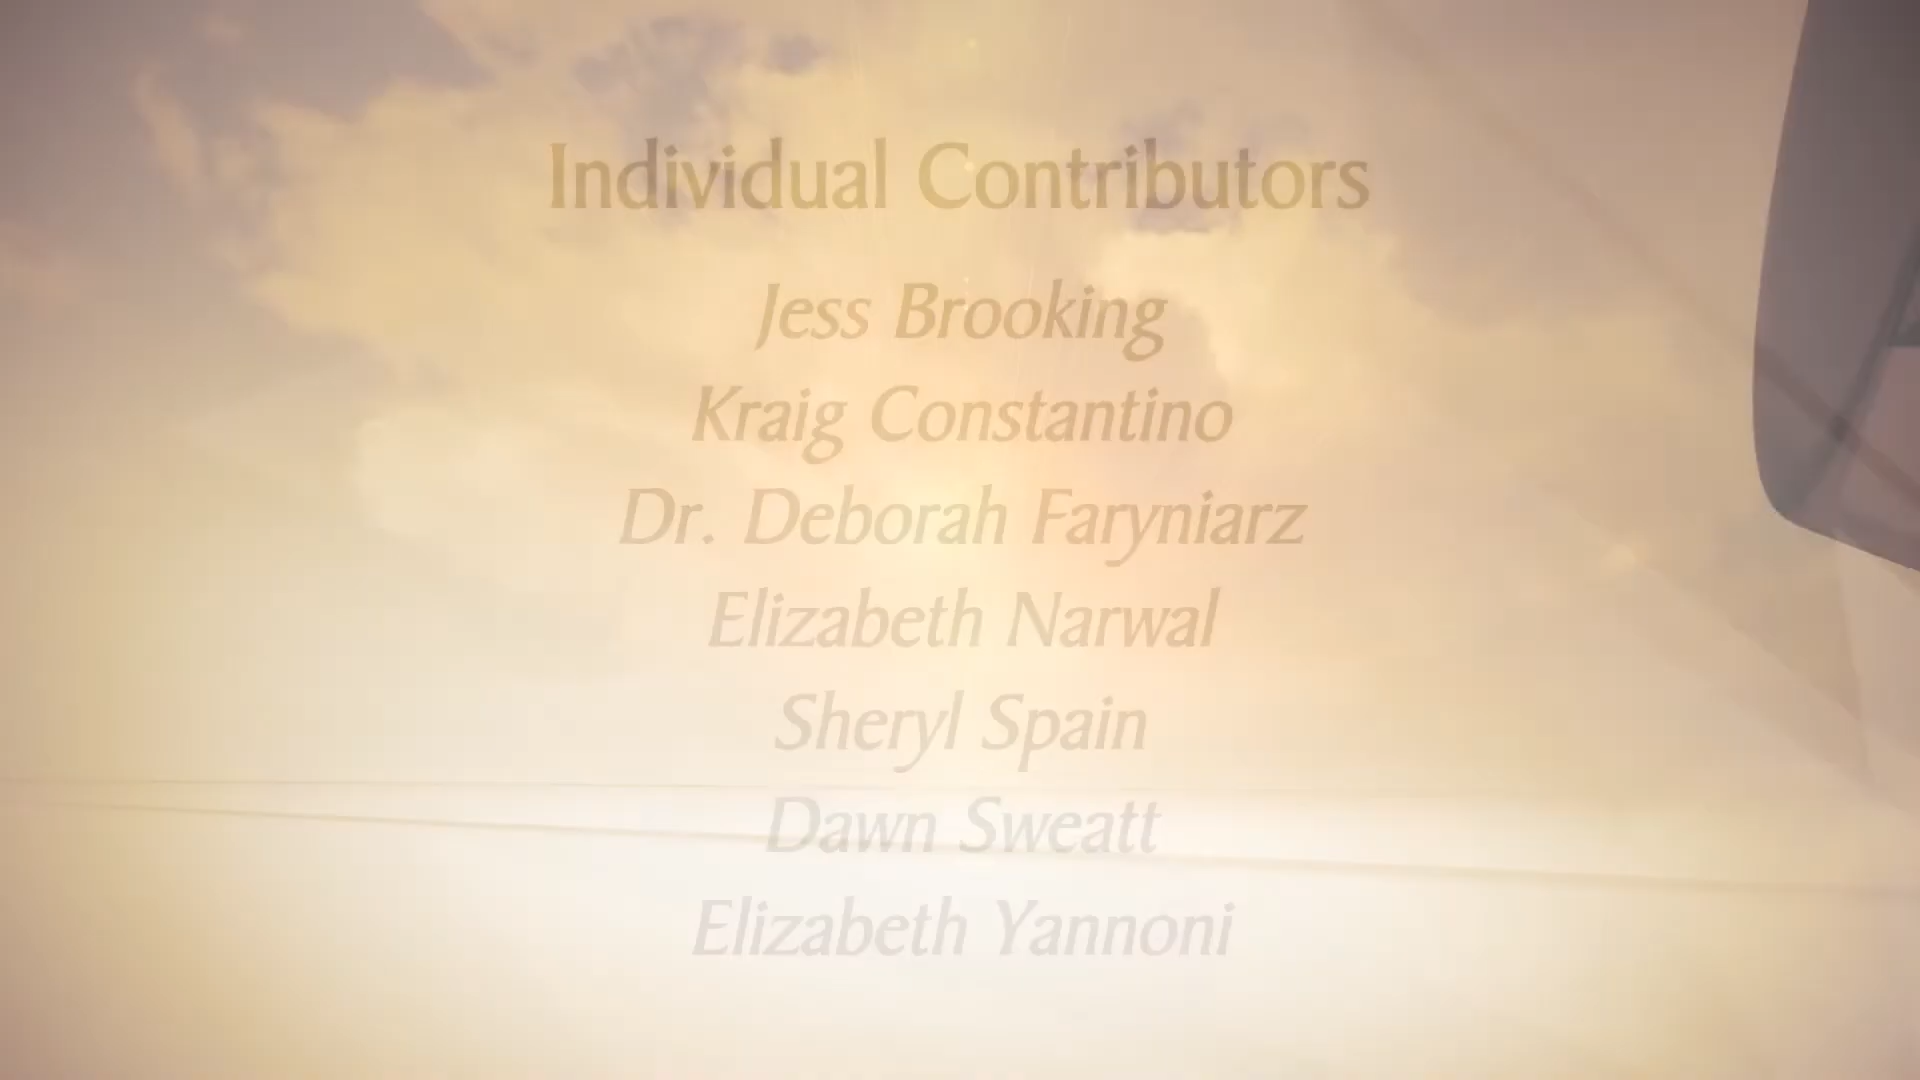 Individual Contributors
Jess Brooking
Kraig Constantino
Dr. Deborah Faryniarz
Elizabeth Narwal
Sheryl Spain
Dawn Sweatt
Elizabeth Yannoni